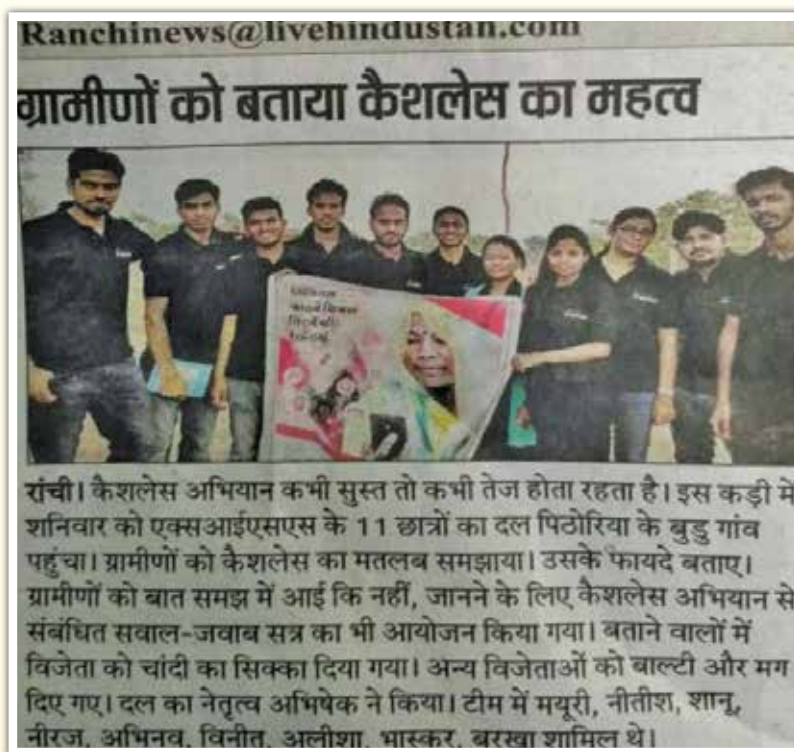 Ranchinews@livehindustan.com
ग्रामीणों को बताया कैशलेस का महत्व
रांची। कैशलेस अभियान कभी सुस्त तो कभी तेज होता रहता है। इस कड़ी में
शनिवार को एक्सआईएसएस के 11 छात्रों का दल पिठोरिया के बुडु गांव
पहुंचा। ग्रामीणों को कैशलेस का मतलब समझाया। उसके फायदे बताए।
ग्रामीणों को बात समझ में आई कि नहीं, जानने के लिए कैशलेस अभियान से
संबंधित सवाल-जवाब सत्र का भी आयोजन किया गया। बताने वालों में
विजेता को चांदी का सिक्का दिया गया। अन्य विजेताओं को बाल्टी और मग
दिए गए। दल का नेतृत्व अभिषेक ने किया। टीम में मयूरी, नीतीश, शानू,
नीरज, अभिनव, विनीत, अलीशा, भास्कर, बरखा शामिल थे।